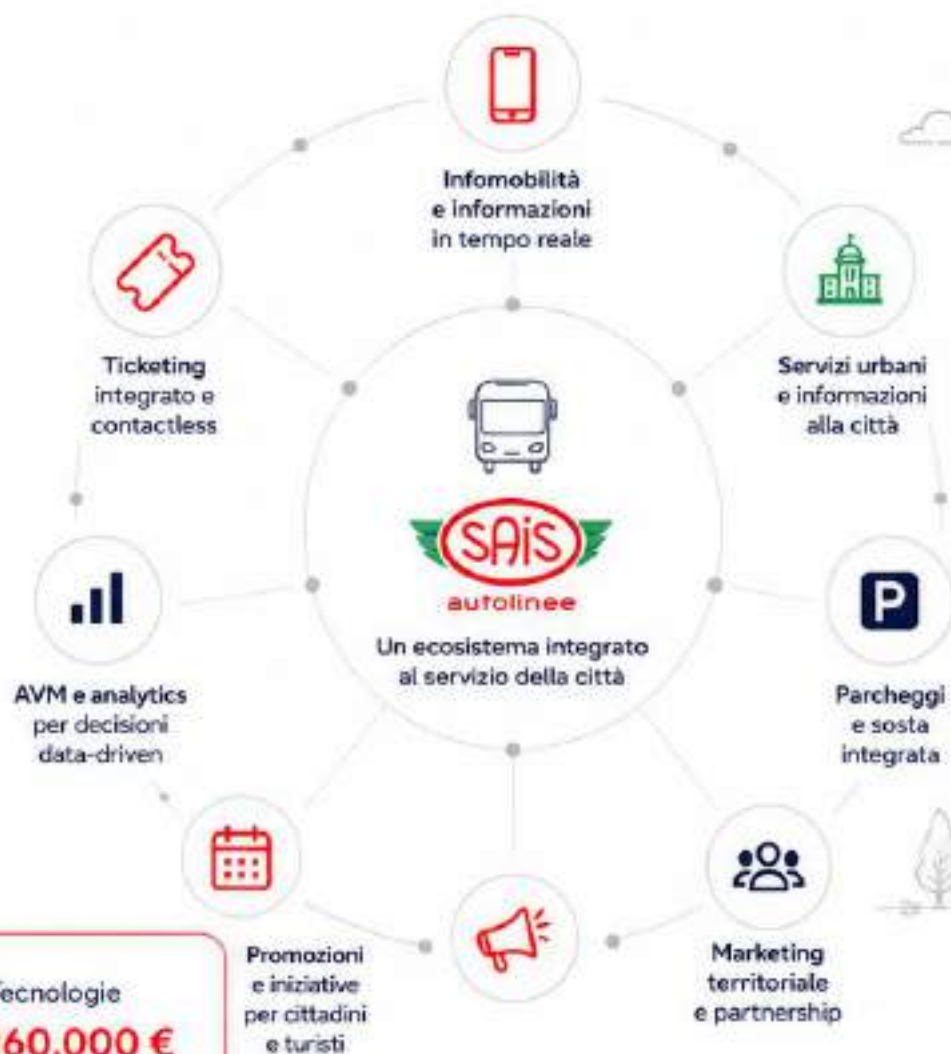 Infomobilità
e informazioni
in tempo reale
Ticketing
integrato e
contactless
Servizi urbani
e informazioni
alla città
SAiS
autolinee
Un ecosistema integrato
al servizio della città
AVM e analytics
per decisioni
data-driven
P
Parcheggi
e sosta
integrata
Promozioni
e iniziative
per cittadini
e turisti
Marketing
territoriale
e partnership
60.000 €